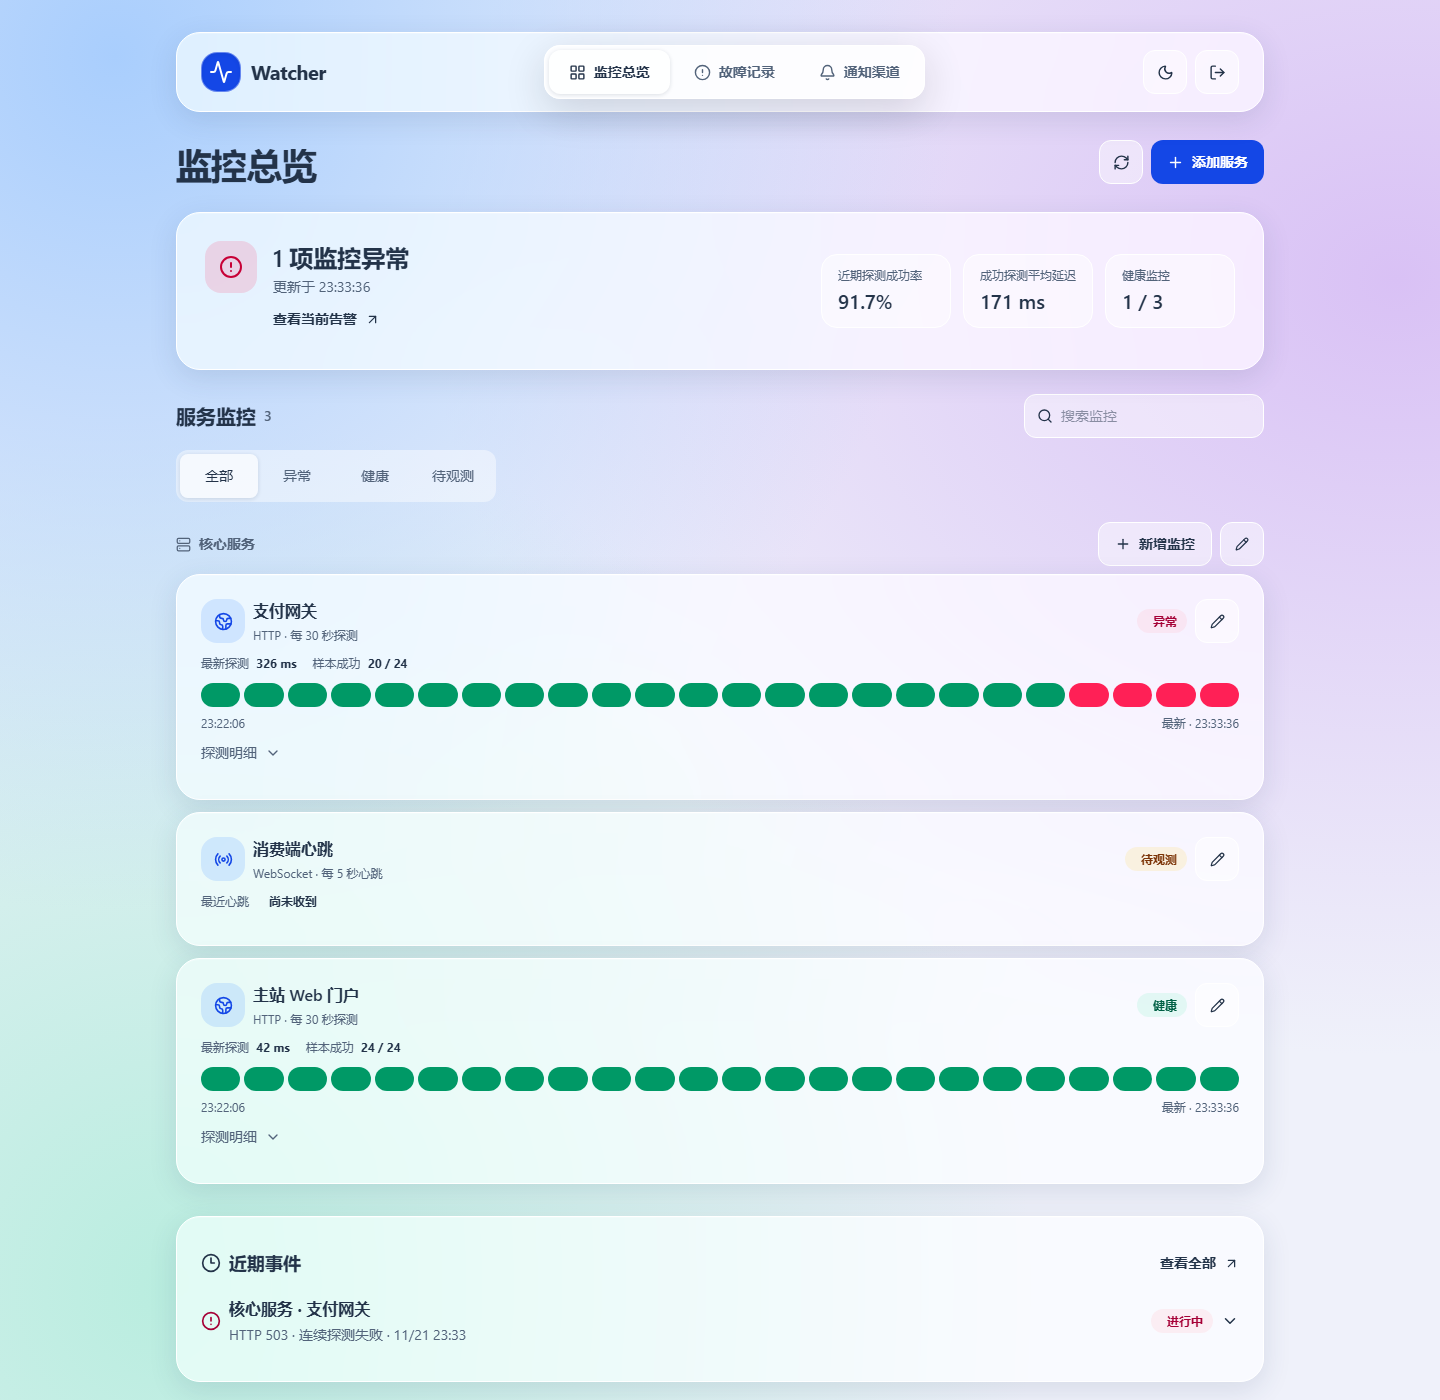 Watcher
监控总览
故障记录
通知渠道
监控总览
添加服务
1 项监控异常
更新于 23:33:36
查看当前告警
近期探测成功率
91.7%
成功探测平均延迟
171 ms
健康监控
1 / 3
服务监控 3
搜索监控
全部
异常
健康
待观测
核心服务
新增监控
支付网关
HTTP · 每 30 秒探测
异常
最新探测 326 ms 样本成功 20 / 24
23:22:06
最新 · 23:33:36
探测明细
消费端心跳
WebSocket · 每 5 秒心跳
待观测
最近心跳 尚未收到
主站 Web 门户
HTTP · 每 30 秒探测
健康
最新探测 42 ms 样本成功 24 / 24
23:22:06
最新 · 23:33:36
探测明细
近期事件
查看全部
核心服务 · 支付网关
HTTP 503 · 连续探测失败 · 11/21 23:33
进行中